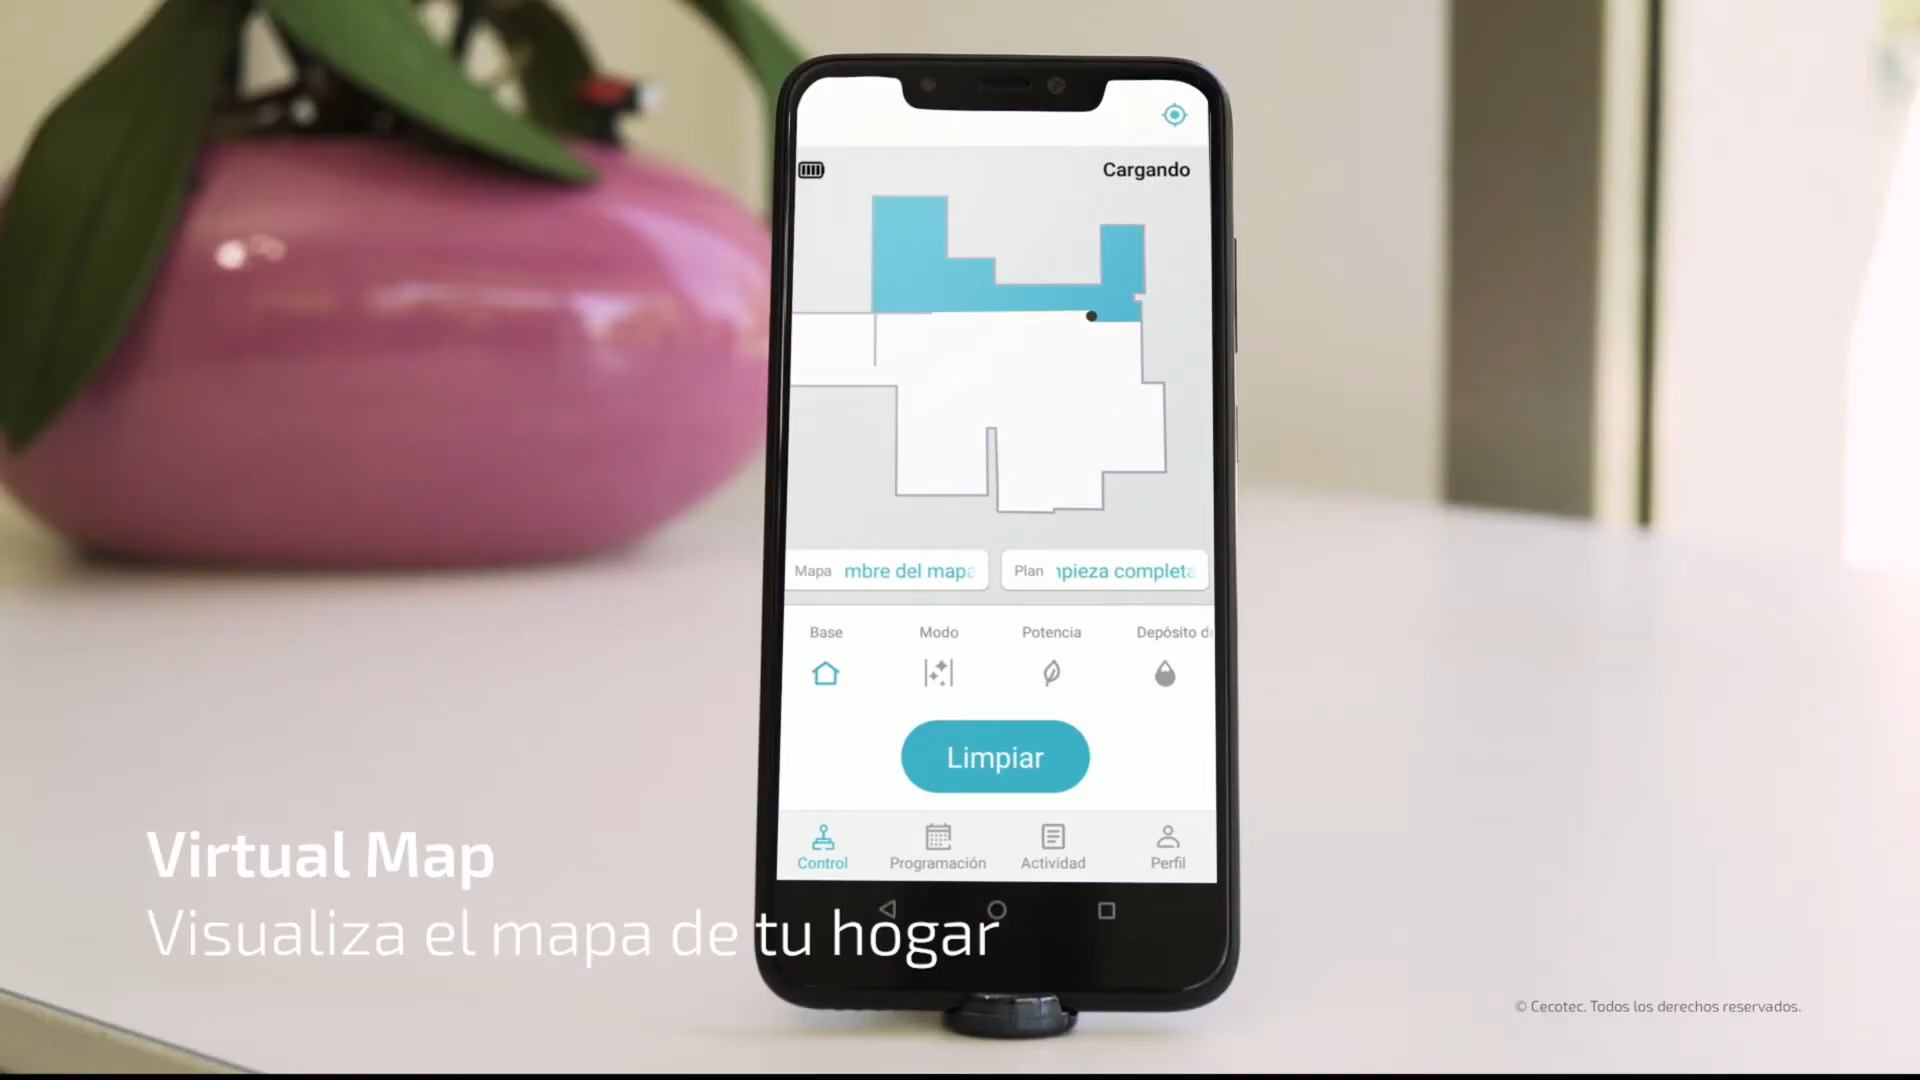 Cargando
Mapa mbre del mapa
Plan pieza completa
Base
Modo
Potencia
Depósito d
Limpiar
Control
Programación
Actividad
Perfil
Virtual Map
Visualiza el mapa de tu hogar
© Cecotec. Todos los derechos reservados.